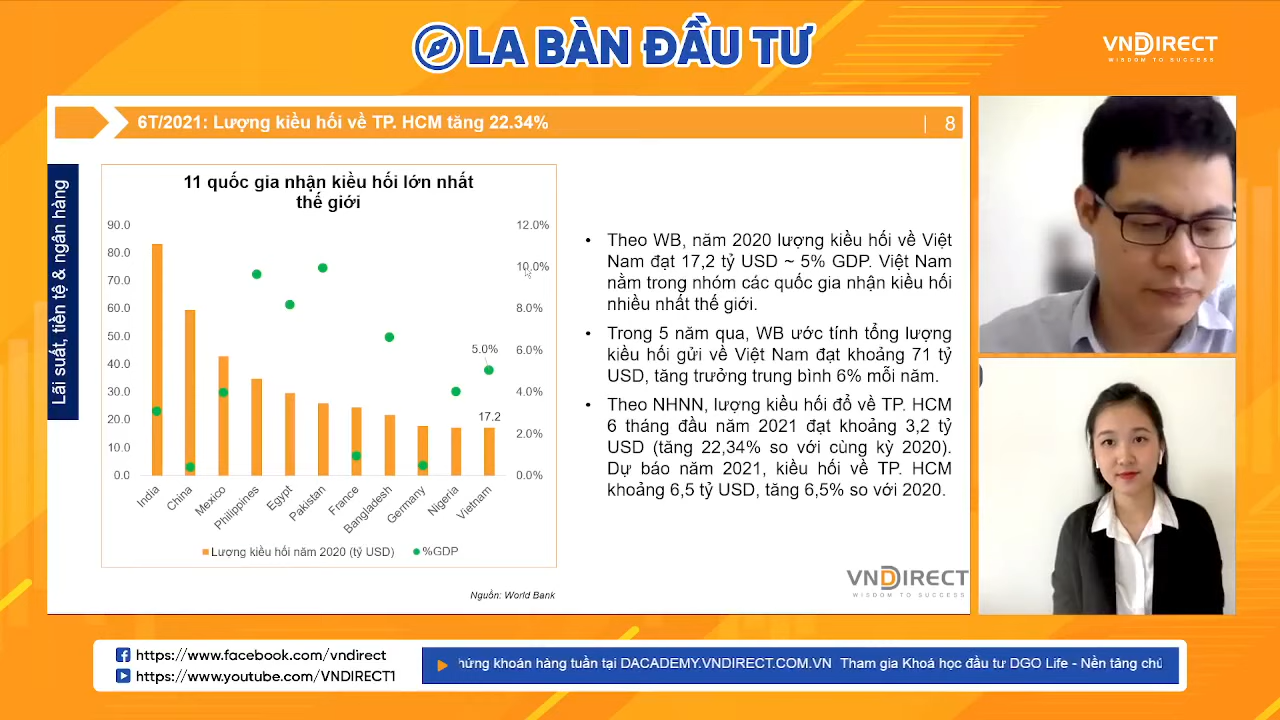 LA BÀN ĐẦU TƯ
VNDIRECT
WISDOM TO SUCCESS
6T/2021: Lượng kiều hối về TP. HCM tăng 22.34%
8
Lãi suất, tiền tệ & ngân hàng
11 quốc gia nhận kiều hối lớn nhất
thế giới
90.0
80.0
70.0
60.0
50.0
40.0
30.0
20.0
10.0
0.0
12.0%
10.0%
8.0%
6.0%
4.0%
2.0%
0.0%
5.0%
17.2
India
China
Mexico
Philippines
Egypt
Pakistan
France
Bangladesh
Germany
Nigeria
Vietnam
Lượng kiều hối năm 2020 (tỷ USD)
%GDP
Nguồn: World Bank
• Theo WB, năm 2020 lượng kiều hối về Việt
Nam đạt 17,2 tỷ USD ~ 5% GDP. Việt Nam
nằm trong nhóm các quốc gia nhận kiều hối
nhiều nhất thế giới.
• Trong 5 năm qua, WB ước tính tổng lượng
kiều hối gửi về Việt Nam đạt khoảng 71 tỷ
USD, tăng trưởng trung bình 6% mỗi năm.
• Theo NHNN, lượng kiều hối đổ về TP. HCM
6 tháng đầu năm 2021 đạt khoảng 3,2 tỷ
USD (tăng 22,34% so với cùng kỳ 2020).
Dự báo năm 2021, kiều hối về TP. HCM
khoảng 6,5 tỷ USD, tăng 6,5% so với 2020.
VNDIRECT
WISDOM TO SUCCESS
https://www.facebook.com/vndirect
https://www.youtube.com/VNDIRECT1
hứng khoán hàng tuần tại DACADEMY.VNDIRECT.COM.VN Tham gia Khoá học đầu tư DGO Life - Nền tảng chứ